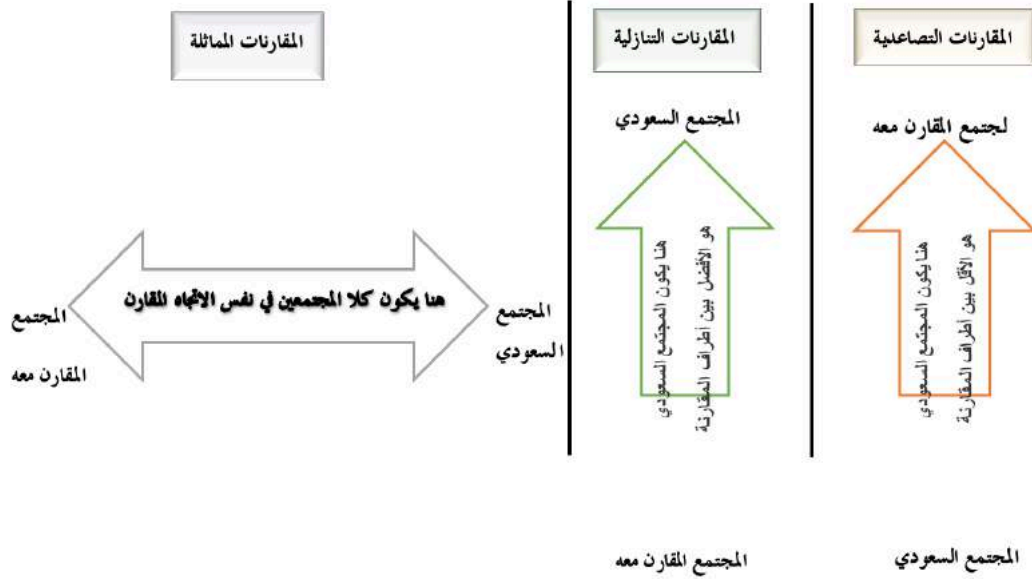 المقارنات التصاعدية
لجتمع المقارن معه
هنا يكون المجتمع السعودي
هو الأقل بين أطراف المقارنة
المجتمع السعودي
المقارنات التنازلية
المجتمع السعودي
هنا يكون المجتمع السعودي
هو الأفضل بين أطراف المقارنة
المجتمع المقارن معه
المقارنات المماثلة
المجتمع
السعودي
هنا يكون كلا المجتمعين في نفس الاتجاه المقارن
المجتمع
المقارن معه